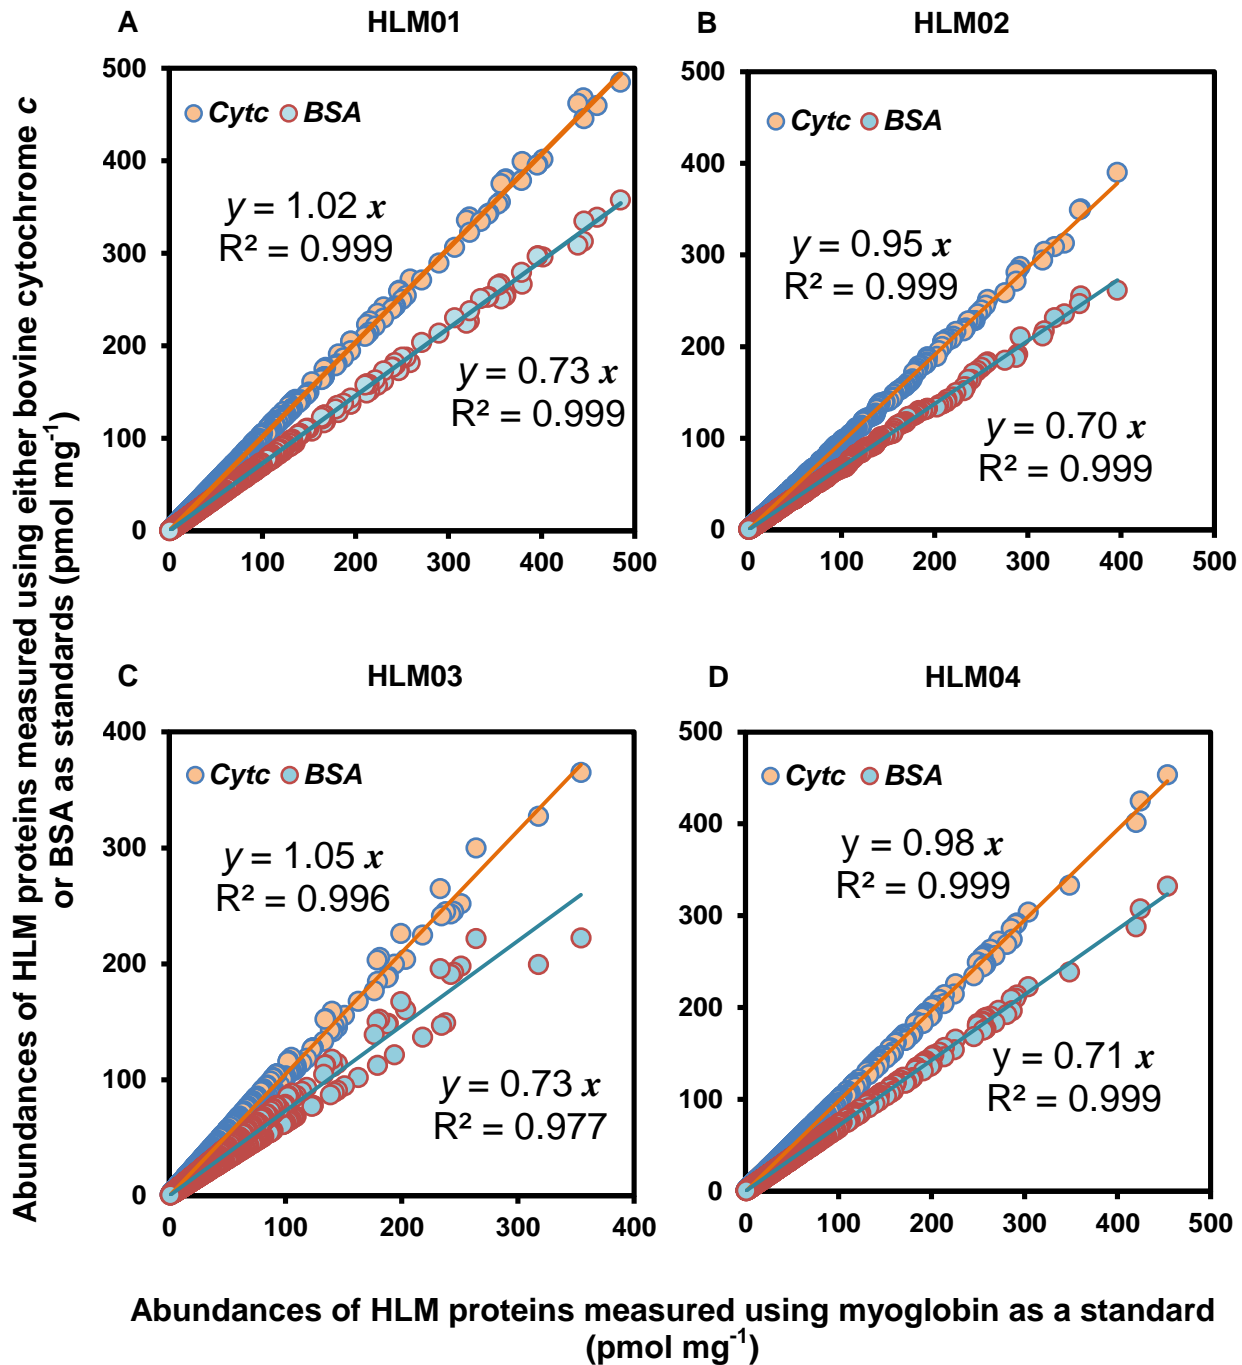 Abundances of HLM proteins measured using either bovine cytochrome c
or BSA as standards (pmol mg⁻¹)
A
HLM01
500
400
300
200
100
0
Cytc
BSA
y = 1.02 x
R² = 0.999
y = 0.73 x
R² = 0.999
0
100
200
300
400
500
B
HLM02
500
400
300
200
100
0
Cytc
BSA
y = 0.95 x
R² = 0.999
y = 0.70 x
R² = 0.999
0
100
200
300
400
500
C
HLM03
400
300
200
100
0
Cytc
BSA
y = 1.05 x
R² = 0.996
y = 0.73 x
R² = 0.977
0
100
200
300
400
D
HLM04
500
400
300
200
100
0
Cytc
BSA
y = 0.98 x
R² = 0.999
y = 0.71 x
R² = 0.999
0
100
200
300
400
500
Abundances of HLM proteins measured using myoglobin as a standard
(pmol mg⁻¹)